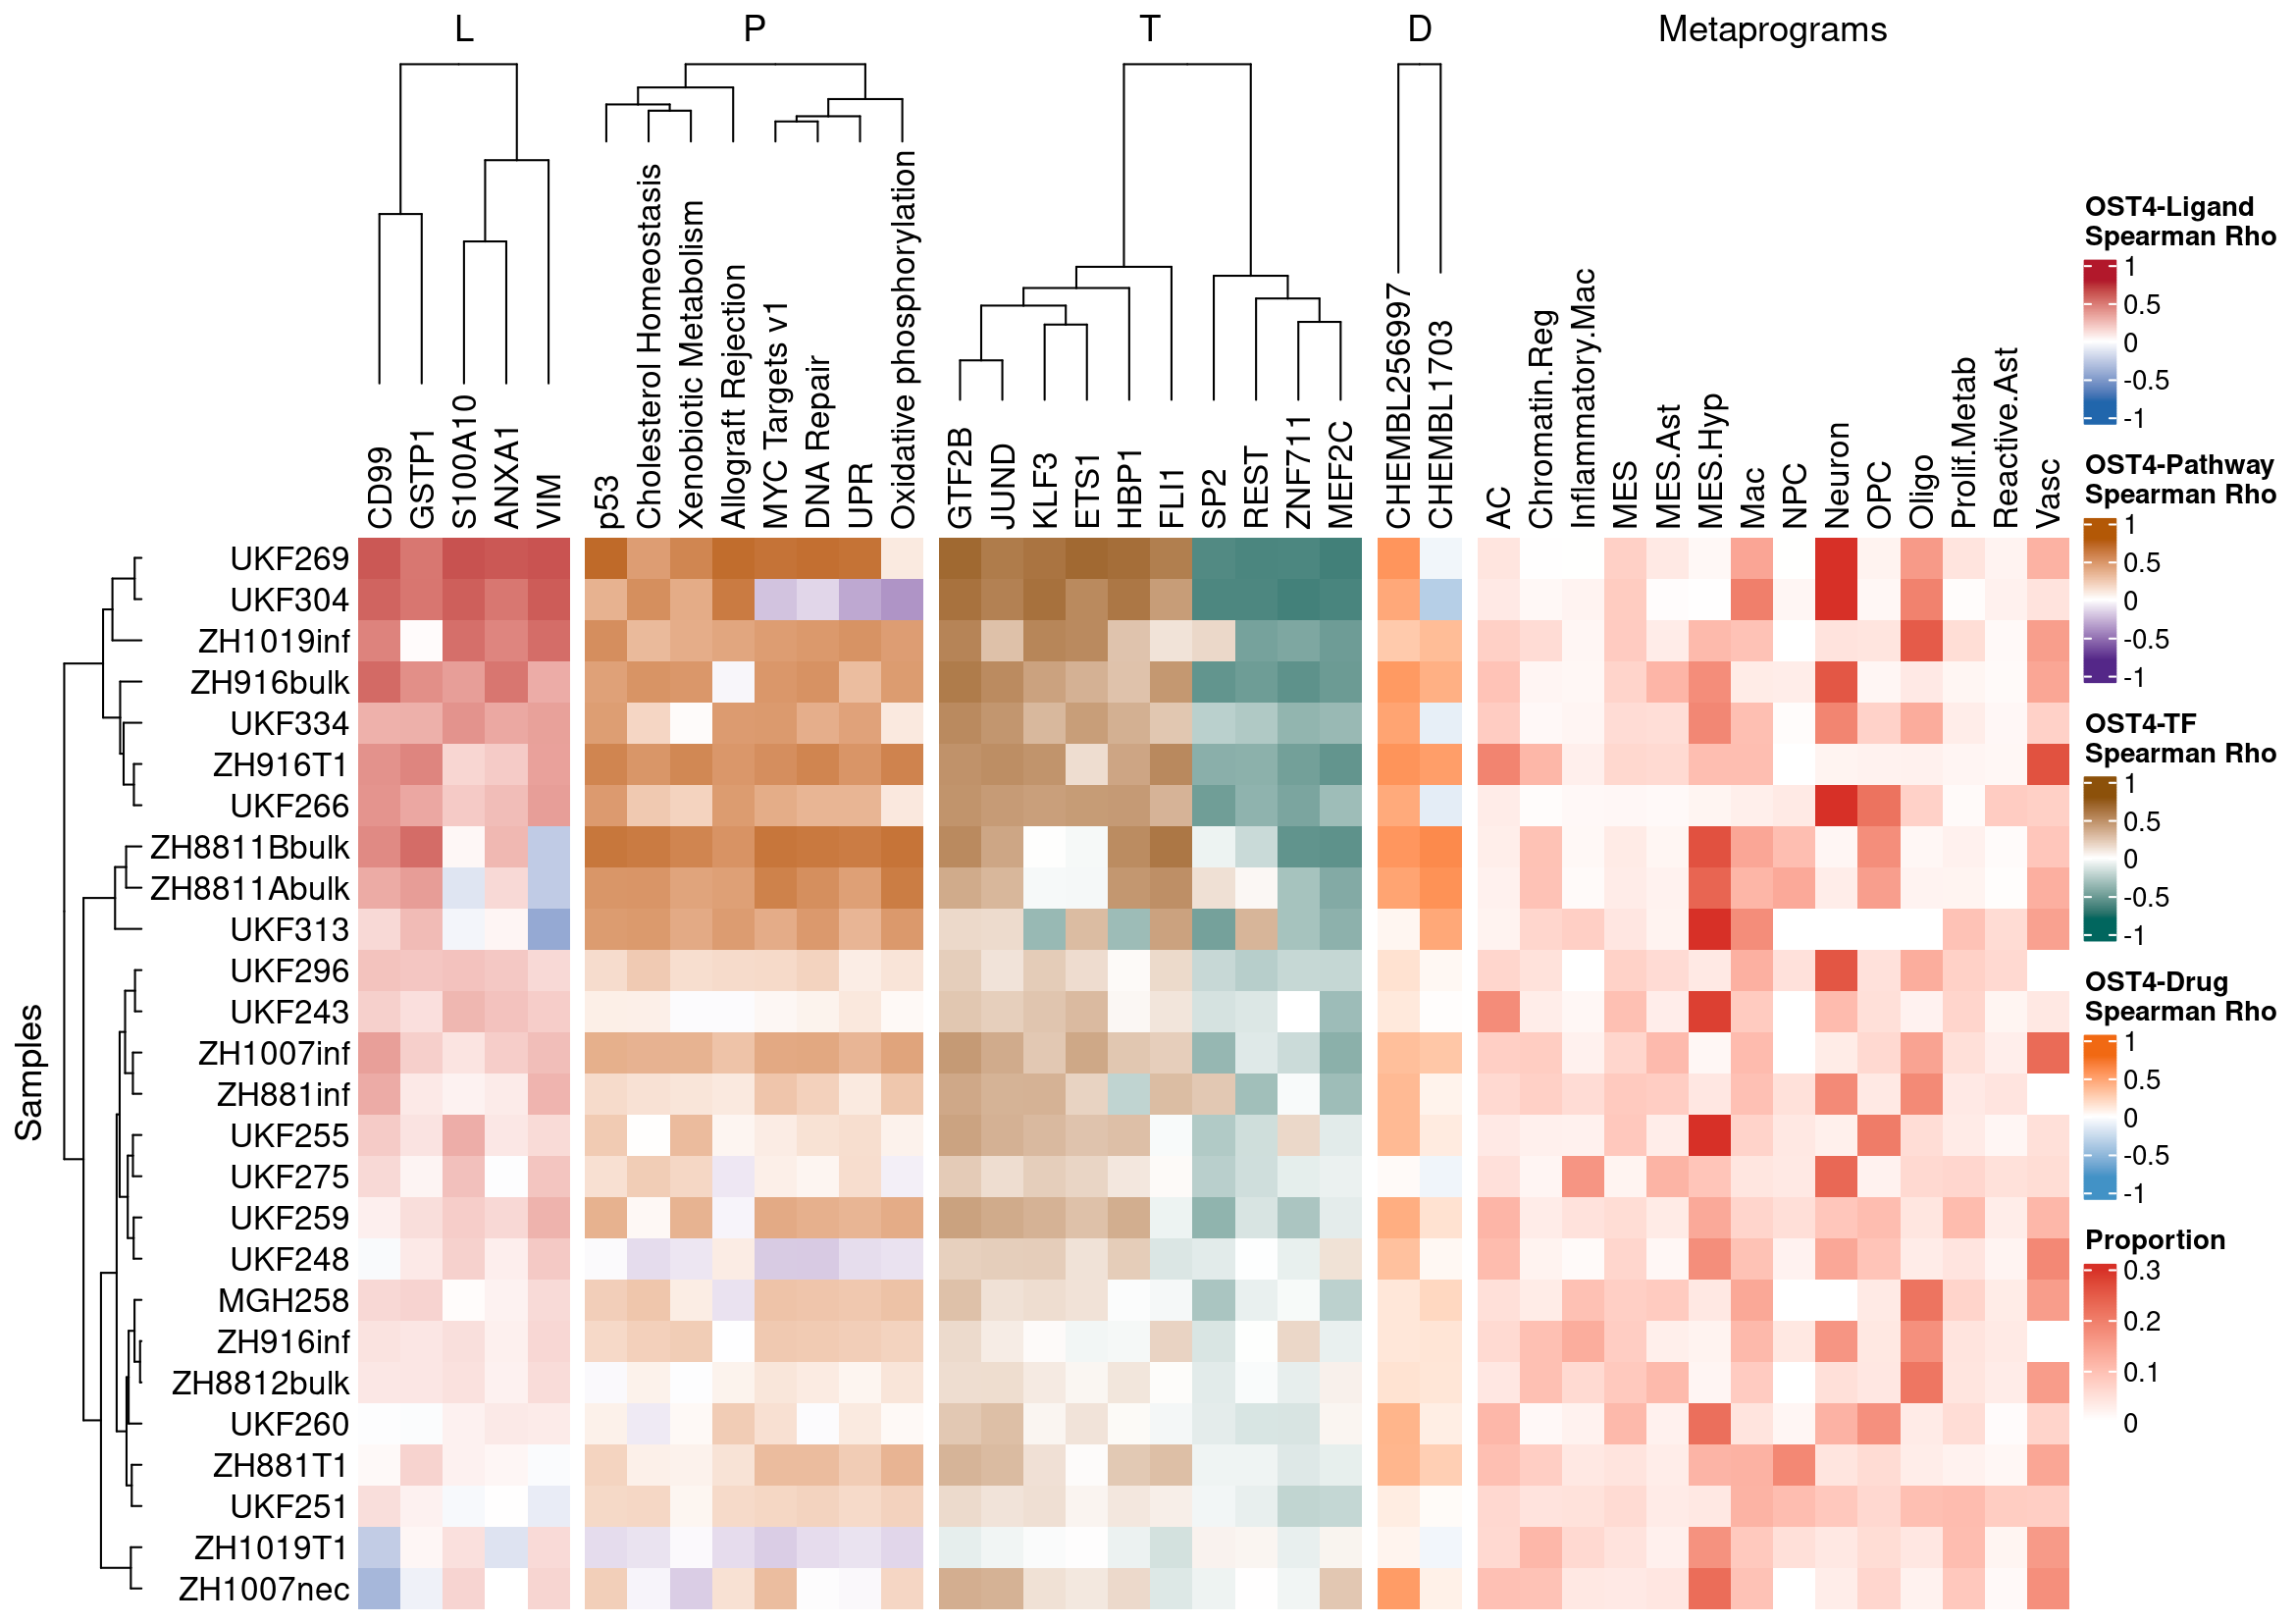 L
P
T
D
Metaprograms
CD99
GSTP1
S100A10
ANXA1
VIM
p53
Cholesterol Homeostasis
Xenobiotic Metabolism
Allograft Rejection
MYC Targets v1
DNA Repair
UPR
Oxidative phosphorylation
GTF2B
JUND
KLF3
ETS1
HBP1
FLI1
SP2
REST
ZNF711
MEF2C
CHEMBL256997
CHEMBL1703
AC
Chromatin.Reg
Inflammatory.Mac
MES
MES.Ast
MES.Hyp
Mac
NPC
Neuron
OPC
Oligo
Prolif.Metab
Reactive.Ast
Vasc
Samples
UKF269
UKF304
ZH1019inf
ZH916bulk
UKF334
ZH916T1
UKF266
ZH8811Bbulk
ZH8811Abulk
UKF313
UKF296
UKF243
ZH1007inf
ZH881inf
UKF255
UKF275
UKF259
UKF248
MGH258
ZH916inf
ZH8812bulk
UKF260
ZH881T1
UKF251
ZH1019T1
ZH1007nec
OST4-Ligand
Spearman Rho
1
0.5
0
-0.5
-1
OST4-Pathway
Spearman Rho
1
0.5
0
-0.5
-1
OST4-TF
Spearman Rho
1
0.5
0
-0.5
-1
OST4-Drug
Spearman Rho
1
0.5
0
-0.5
-1
Proportion
0.3
0.2
0.1
0